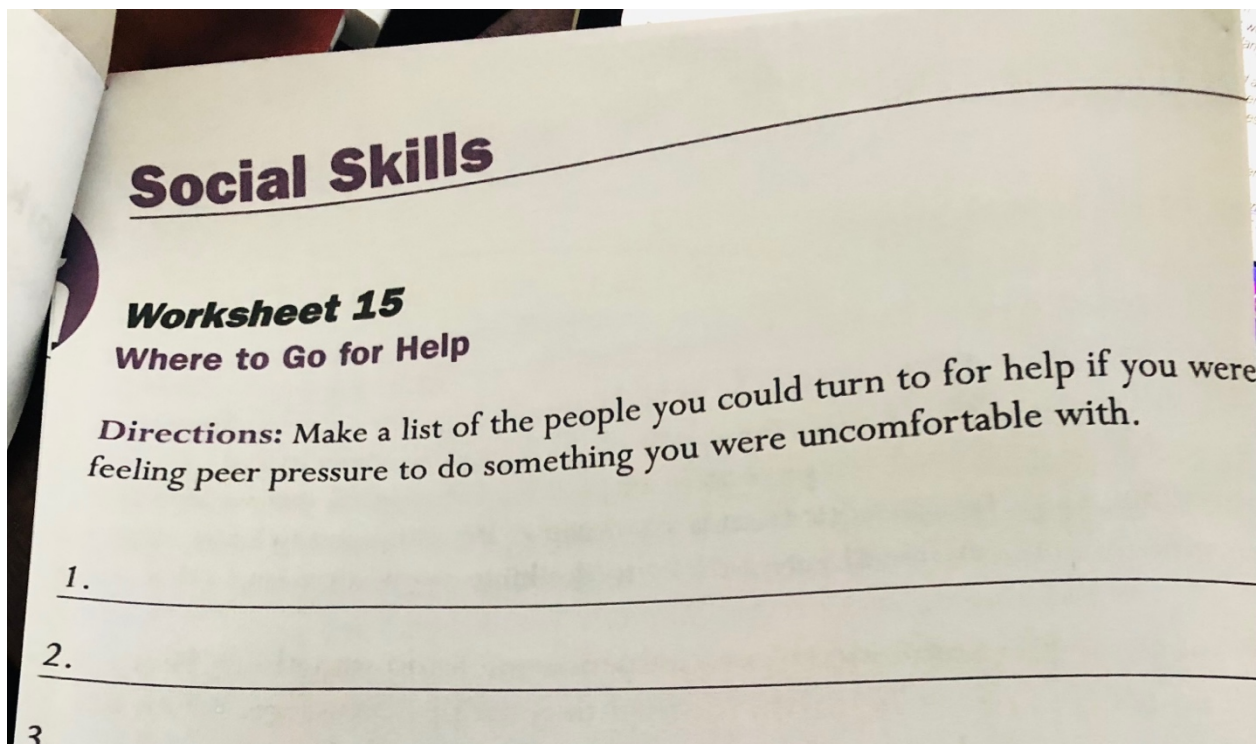 Social Skills
Worksheet 15
Where to Go for Help
Directions: Make a list of the people you could turn to for help if you were
feeling peer pressure to do something you were uncomfortable with.
1.
2.
3